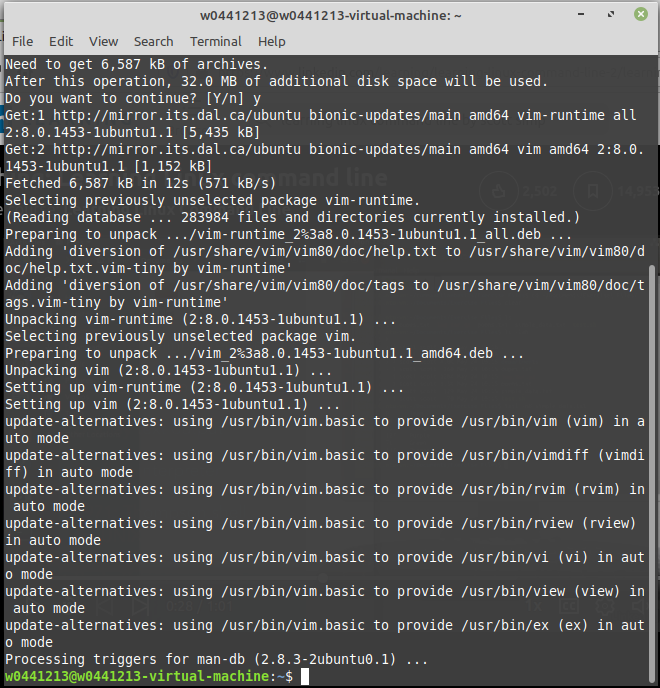 w0441213@w0441213-virtual-machine: ~
File Edit View Search Terminal Help
Need to get 6,587 kB of archives.
After this operation, 32.0 MB of additional disk space will be used.
Do you want to continue? [Y/n] y
Get:1 http://mirror.its.dal.ca/ubuntu bionic-updates/main amd64 vim-runtime all
2:8.0.1453-1ubuntu1.1 [5,435 kB]
Get:2 http://mirror.its.dal.ca/ubuntu bionic-updates/main amd64 vim amd64 2:8.0.
1453-1ubuntu1.1 [1,152 kB]
Fetched 6,587 kB in 12s (571 kB/s)
Selecting previously unselected package vim-runtime.
(Reading database ... 283984 files and directories currently installed.)
Preparing to unpack .../vim-runtime_2%3a8.0.1453-1ubuntu1.1_all.deb ...
Adding 'diversion of /usr/share/vim/vim80/doc/help.txt to /usr/share/vim/vim80/d
oc/help.txt.vim-tiny by vim-runtime'
Adding 'diversion of /usr/share/vim/vim80/doc/tags to /usr/share/vim/vim80/doc/t
ags.vim-tiny by vim-runtime'
Unpacking vim-runtime (2:8.0.1453-1ubuntu1.1) ...
Selecting previously unselected package vim.
Preparing to unpack .../vim_2%3a8.0.1453-1ubuntu1.1_amd64.deb ...
Unpacking vim (2:8.0.1453-1ubuntu1.1) ...
Setting up vim-runtime (2:8.0.1453-1ubuntu1.1) ...
Setting up vim (2:8.0.1453-1ubuntu1.1) ...
update-alternatives: using /usr/bin/vim.basic to provide /usr/bin/vim (vim) in a
uto mode
update-alternatives: using /usr/bin/vim.basic to provide /usr/bin/vimdiff (vimdi
ff) in auto mode
update-alternatives: using /usr/bin/vim.basic to provide /usr/bin/rvim (rvim) in
 auto mode
update-alternatives: using /usr/bin/vim.basic to provide /usr/bin/rview (rview)
in auto mode
update-alternatives: using /usr/bin/vim.basic to provide /usr/bin/vi (vi) in aut
o mode
update-alternatives: using /usr/bin/vim.basic to provide /usr/bin/view (view) in
 auto mode
update-alternatives: using /usr/bin/vim.basic to provide /usr/bin/ex (ex) in aut
o mode
Processing triggers for man-db (2.8.3-2ubuntu0.1) ...
w0441213@w0441213-virtual-machine:~$
command line